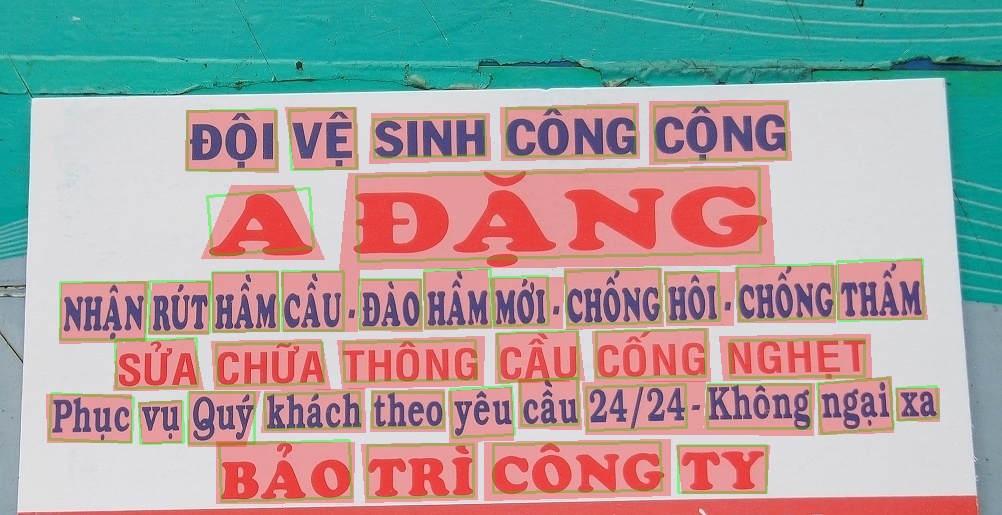 ĐỘI VỆ SINH CÔNG CỘNG
A ĐẶNG
NHẬN RÚT HẦM CẦU - ĐÀO HẦM MỚI - CHỐNG HÔI - CHỐNG THẤM
SỬA CHỮA THÔNG CẦU CỐNG NGHẸT
Phục vụ Quý khách theo yêu cầu 24/24 - Không ngại xa
BẢO TRÌ CÔNG TY